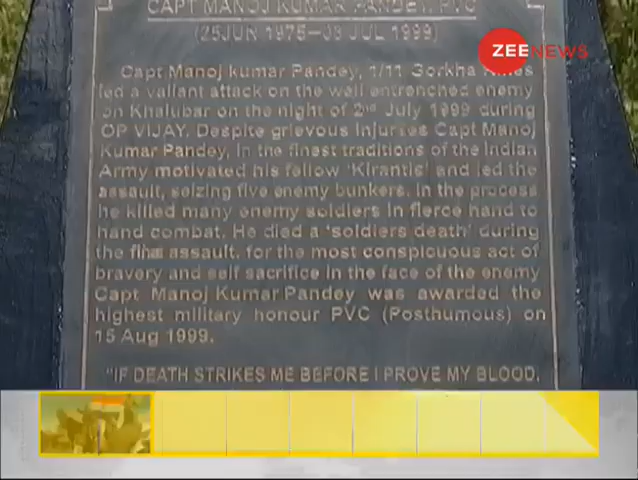 CAPT MANOJ KUMAR PANDEY, PVC
(25JUN 1975-03 JUL 1999)
ZEE NEWS
Capt Manoj kumar Pandey, 1/11 Gorkha Rifles
led a valiant attack on the well entrenched enemy
on Khalubar on the night of 2nd July 1999 during
OP VIJAY. Despite grievous injuries Capt Manoj
Kumar Pandey, in the finest traditions of the Indian
Army motivated his fellow 'Kirantis' and led the
assault, seizing five enemy bunkers. In the process
he killed many enemy soldiers in fierce hand to
hand combat. He died a 'soldiers death' during
the final assault. for the most conspicuous act of
bravery and self sacrifice in the face of the enemy
Capt Manoj Kumar Pandey was awarded the
highest military honour PVC (Posthumous) on
15 Aug 1999.
"IF DEATH STRIKES ME BEFORE I PROVE MY BLOOD,